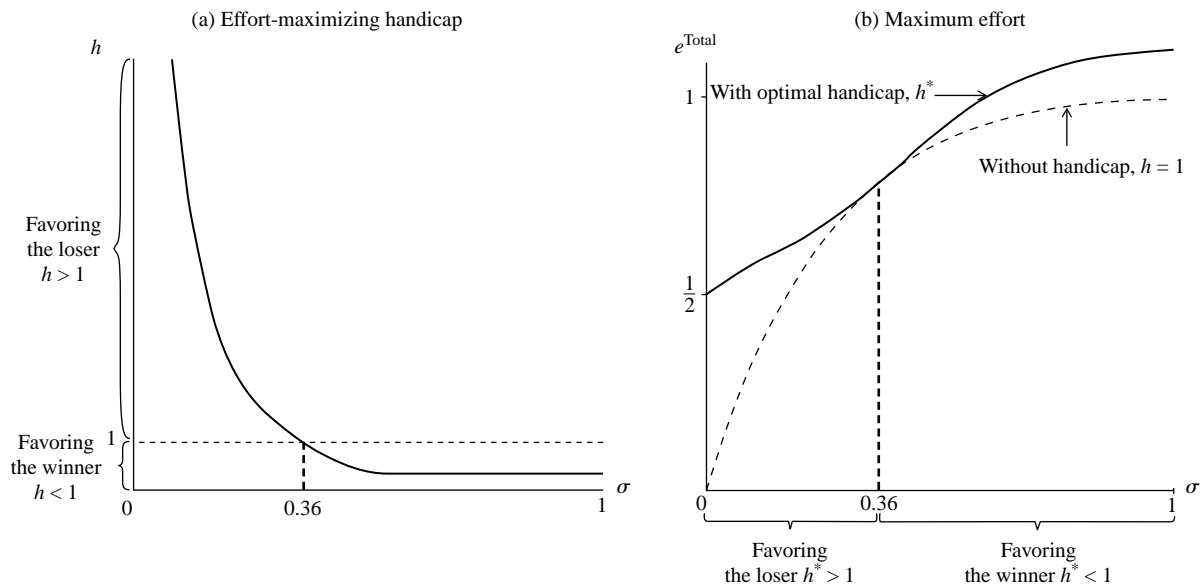 (a) Effort-maximizing handicap
h
Favoring
the loser
h > 1
1
Favoring
the winner
h < 1
0
0.36
1
σ
(b) Maximum effort
e^Total
1
With optimal handicap, h*
Without handicap, h = 1
1/2
0
0.36
1
σ
Favoring
the loser h* > 1
Favoring
the winner h* < 1